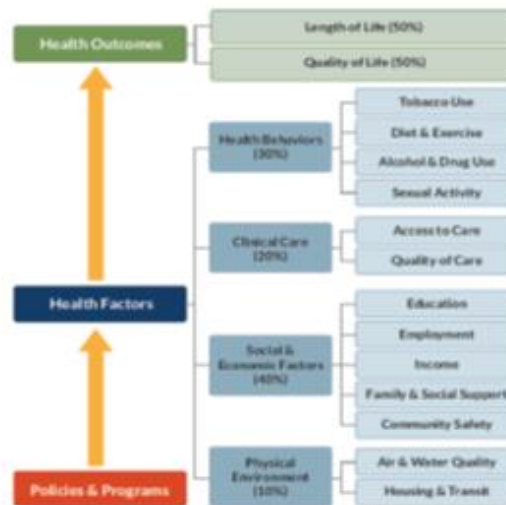 Health Outcomes
Length of Life (50%)
Quality of Life (50%)
Health Factors
Health Behaviors
(30%)
Tobacco Use
Diet & Exercise
Alcohol & Drug Use
Sexual Activity
Clinical Care
(20%)
Access to Care
Quality of Care
Social &
Economic Factors
(40%)
Education
Employment
Income
Family & Social Support
Community Safety
Physical
Environment
(10%)
Air & Water Quality
Housing & Transit
Policies & Programs